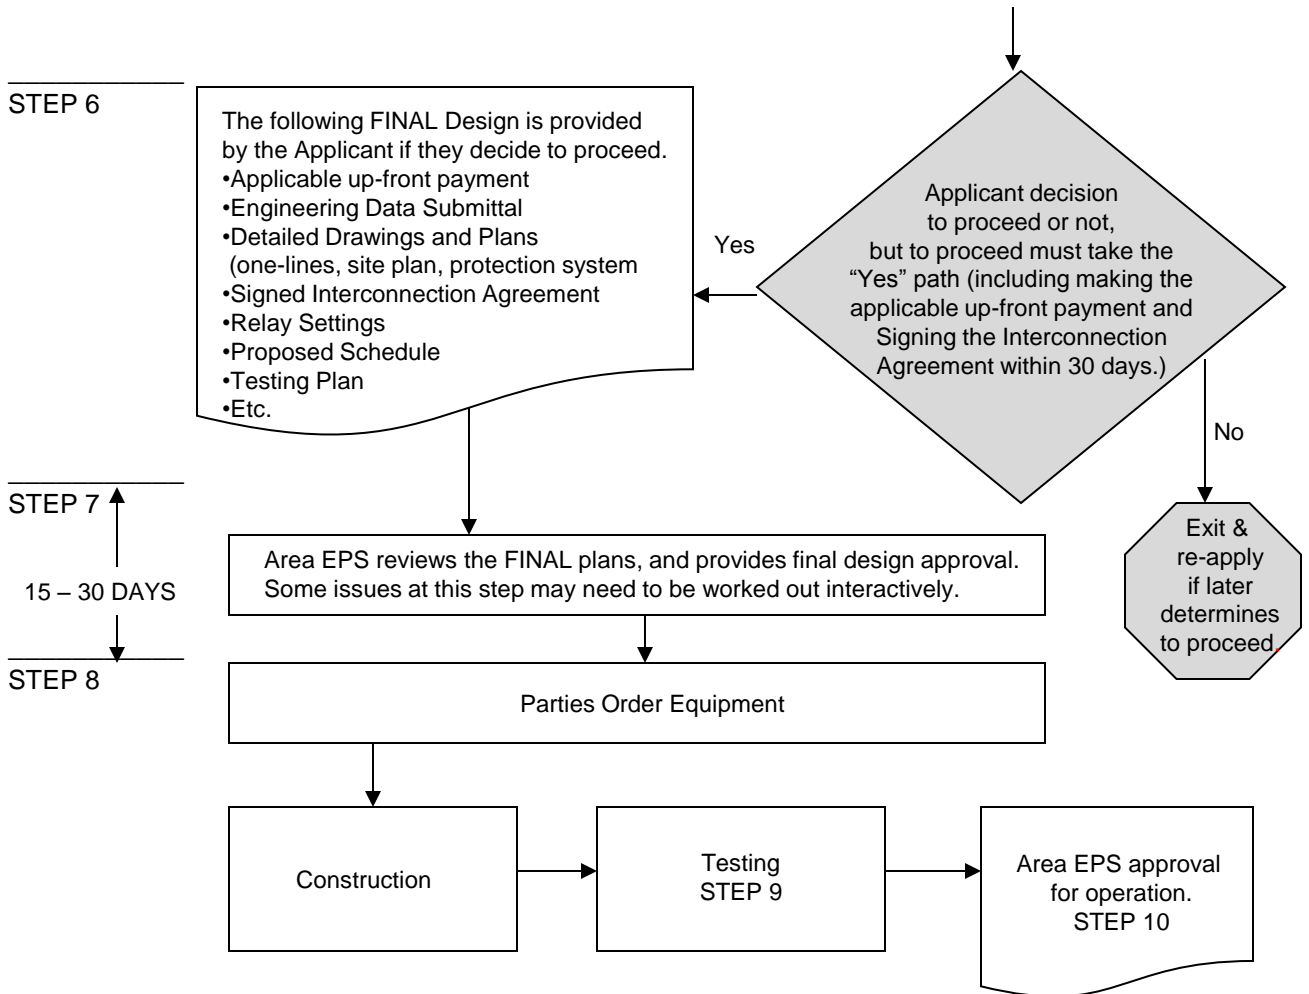 STEP 6
The following FINAL Design is provided
by the Applicant if they decide to proceed.
•Applicable up-front payment
•Engineering Data Submittal
•Detailed Drawings and Plans
(one-lines, site plan, protection system
•Signed Interconnection Agreement
•Relay Settings
•Proposed Schedule
•Testing Plan
•Etc.
Yes
Applicant decision
to proceed or not,
but to proceed must take the
“Yes” path (including making the
applicable up-front payment and
Signing the Interconnection
Agreement within 30 days.)
No
Exit &
re-apply
if later
determines
to proceed.
STEP 7
15 – 30 DAYS
Area EPS reviews the FINAL plans, and provides final design approval.
Some issues at this step may need to be worked out interactively.
STEP 8
Parties Order Equipment
Construction
Testing
STEP 9
Area EPS approval
for operation.
STEP 10